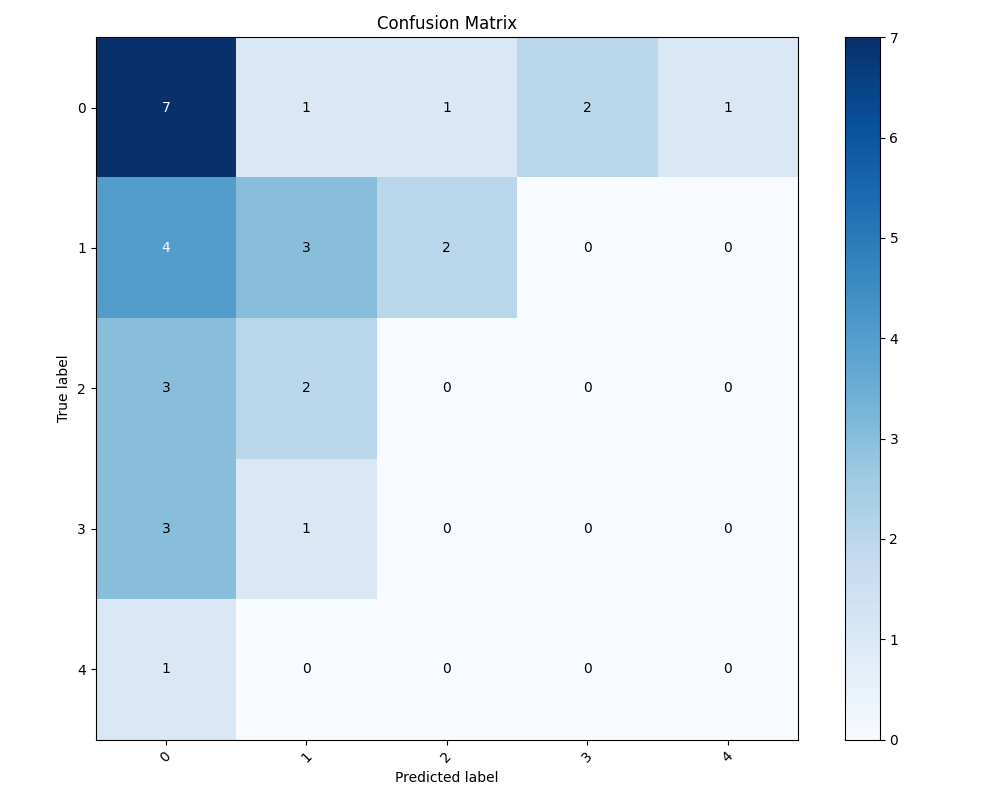 Confusion Matrix
0 7 1 1 2 1
1 4 3 2 0 0
2 3 2 0 0 0
3 3 1 0 0 0
4 1 0 0 0 0
0 1 2 3 4
True label
Predicted label
7
6
5
4
3
2
1
0